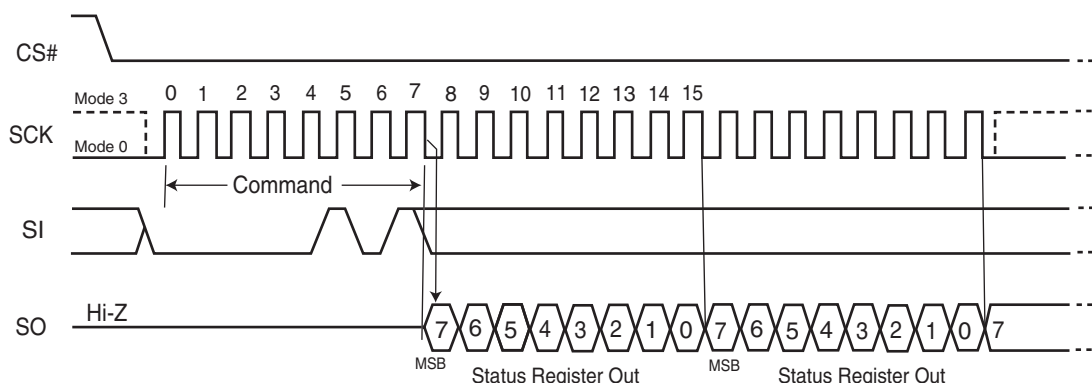 CS#
Mode 3
0 1 2 3 4 5 6 7 8 9 10 11 12 13 14 15
SCK
Mode 0
Command
SI
Hi-Z
SO
7 6 5 4 3 2 1 0 7 6 5 4 3 2 1 0 7
MSB
MSB
Status Register Out
Status Register Out